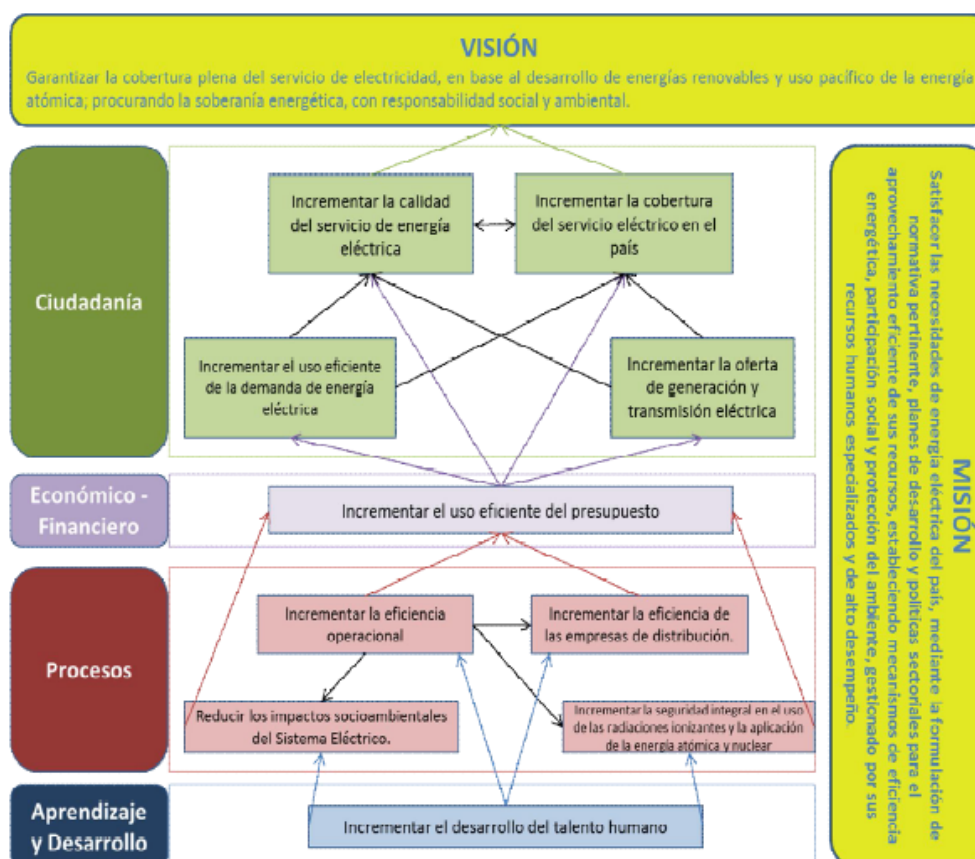 VISIÓN
Garantizar la cobertura plena del servicio de electricidad, en base al desarrollo de energías renovables y uso pacífico de la energía
atómica; procurando la soberanía energética, con responsabilidad social y ambiental.
Ciudadanía
Incrementar la calidad
del servicio de energía
eléctrica
Incrementar la cobertura
del servicio eléctrico en el
país
Incrementar el uso eficiente
de la demanda de energía
eléctrica
Incrementar la oferta
de generación y
transmisión eléctrica
Económico -
Financiero
Incrementar el uso eficiente del presupuesto
Procesos
Incrementar la eficiencia
operacional
Incrementar la eficiencia de
las empresas de distribución.
Reducir los impactos socioambientales
del Sistema Eléctrico.
Incrementar la seguridad integral en el uso
de las radiaciones ionizantes y la aplicación
de la energía atómica y nuclear
Aprendizaje
y Desarrollo
Incrementar el desarrollo del talento humano
MISIÓN
Satisfacer las necesidades de energía eléctrica del país, mediante la formulación de
normativa pertinente, planes de desarrollo y políticas sectoriales para el
aprovechamiento eficiente de sus recursos, estableciendo mecanismos de eficiencia
energética, participación social y protección del ambiente, gestionado por sus
recursos humanos especializados y de alto desempeño.